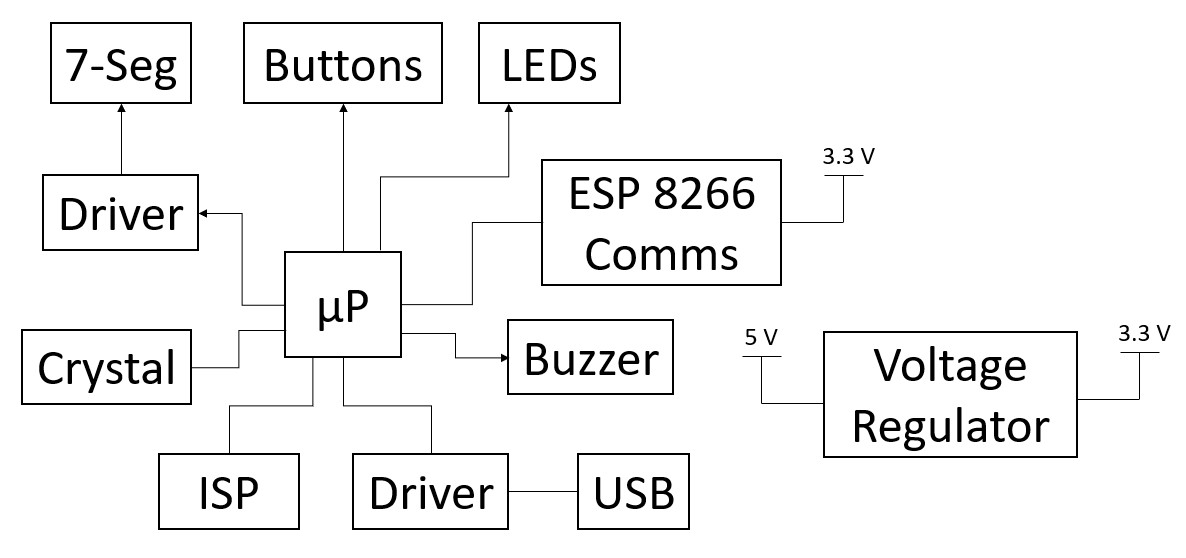 7-Seg
Buttons
LEDs
3.3 V
Driver
ESP 8266
Comms
µP
Crystal
Buzzer
5 V
Voltage
Regulator
3.3 V
ISP
Driver
USB